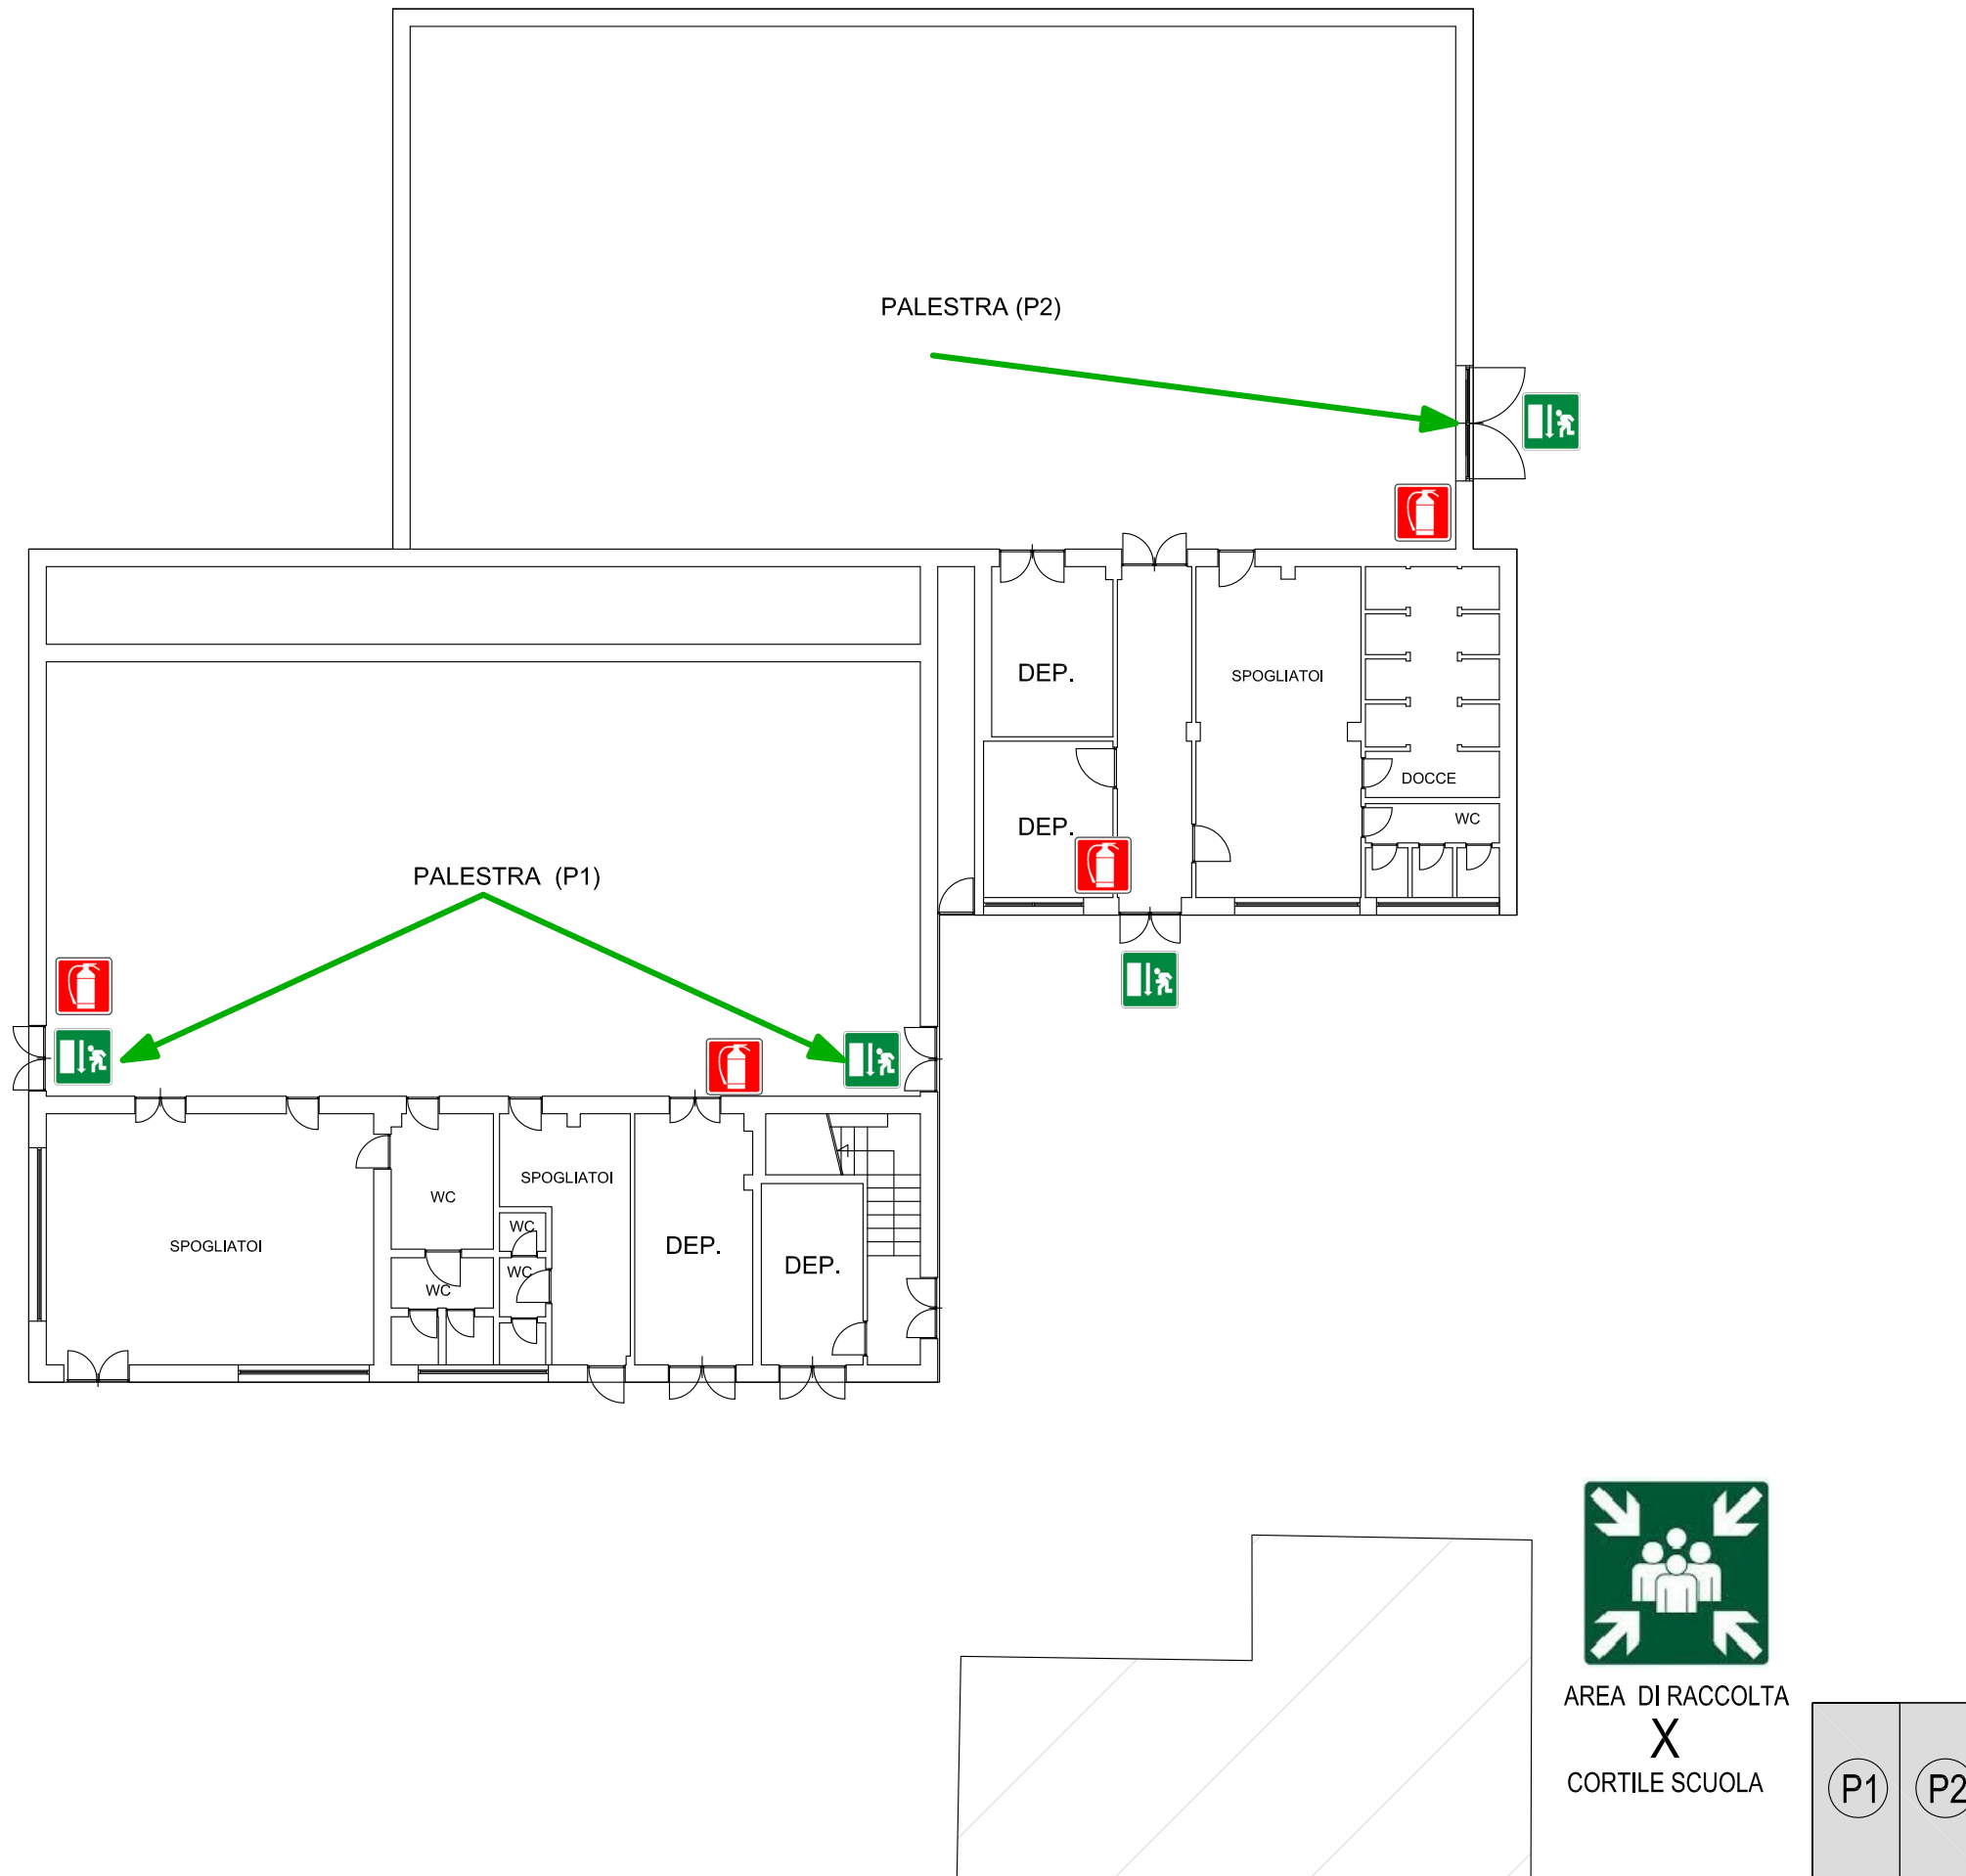 PALESTRA (P2)
DEP.
SPOGLIATOI
DOCCE
WC
DEP.
PALESTRA (P1)
SPOGLIATOI
WC
WC
WC
WC
SPOGLIATOI
DEP.
DEP.
AREA DI RACCOLTA
X
CORTILE SCUOLA
P1
P2